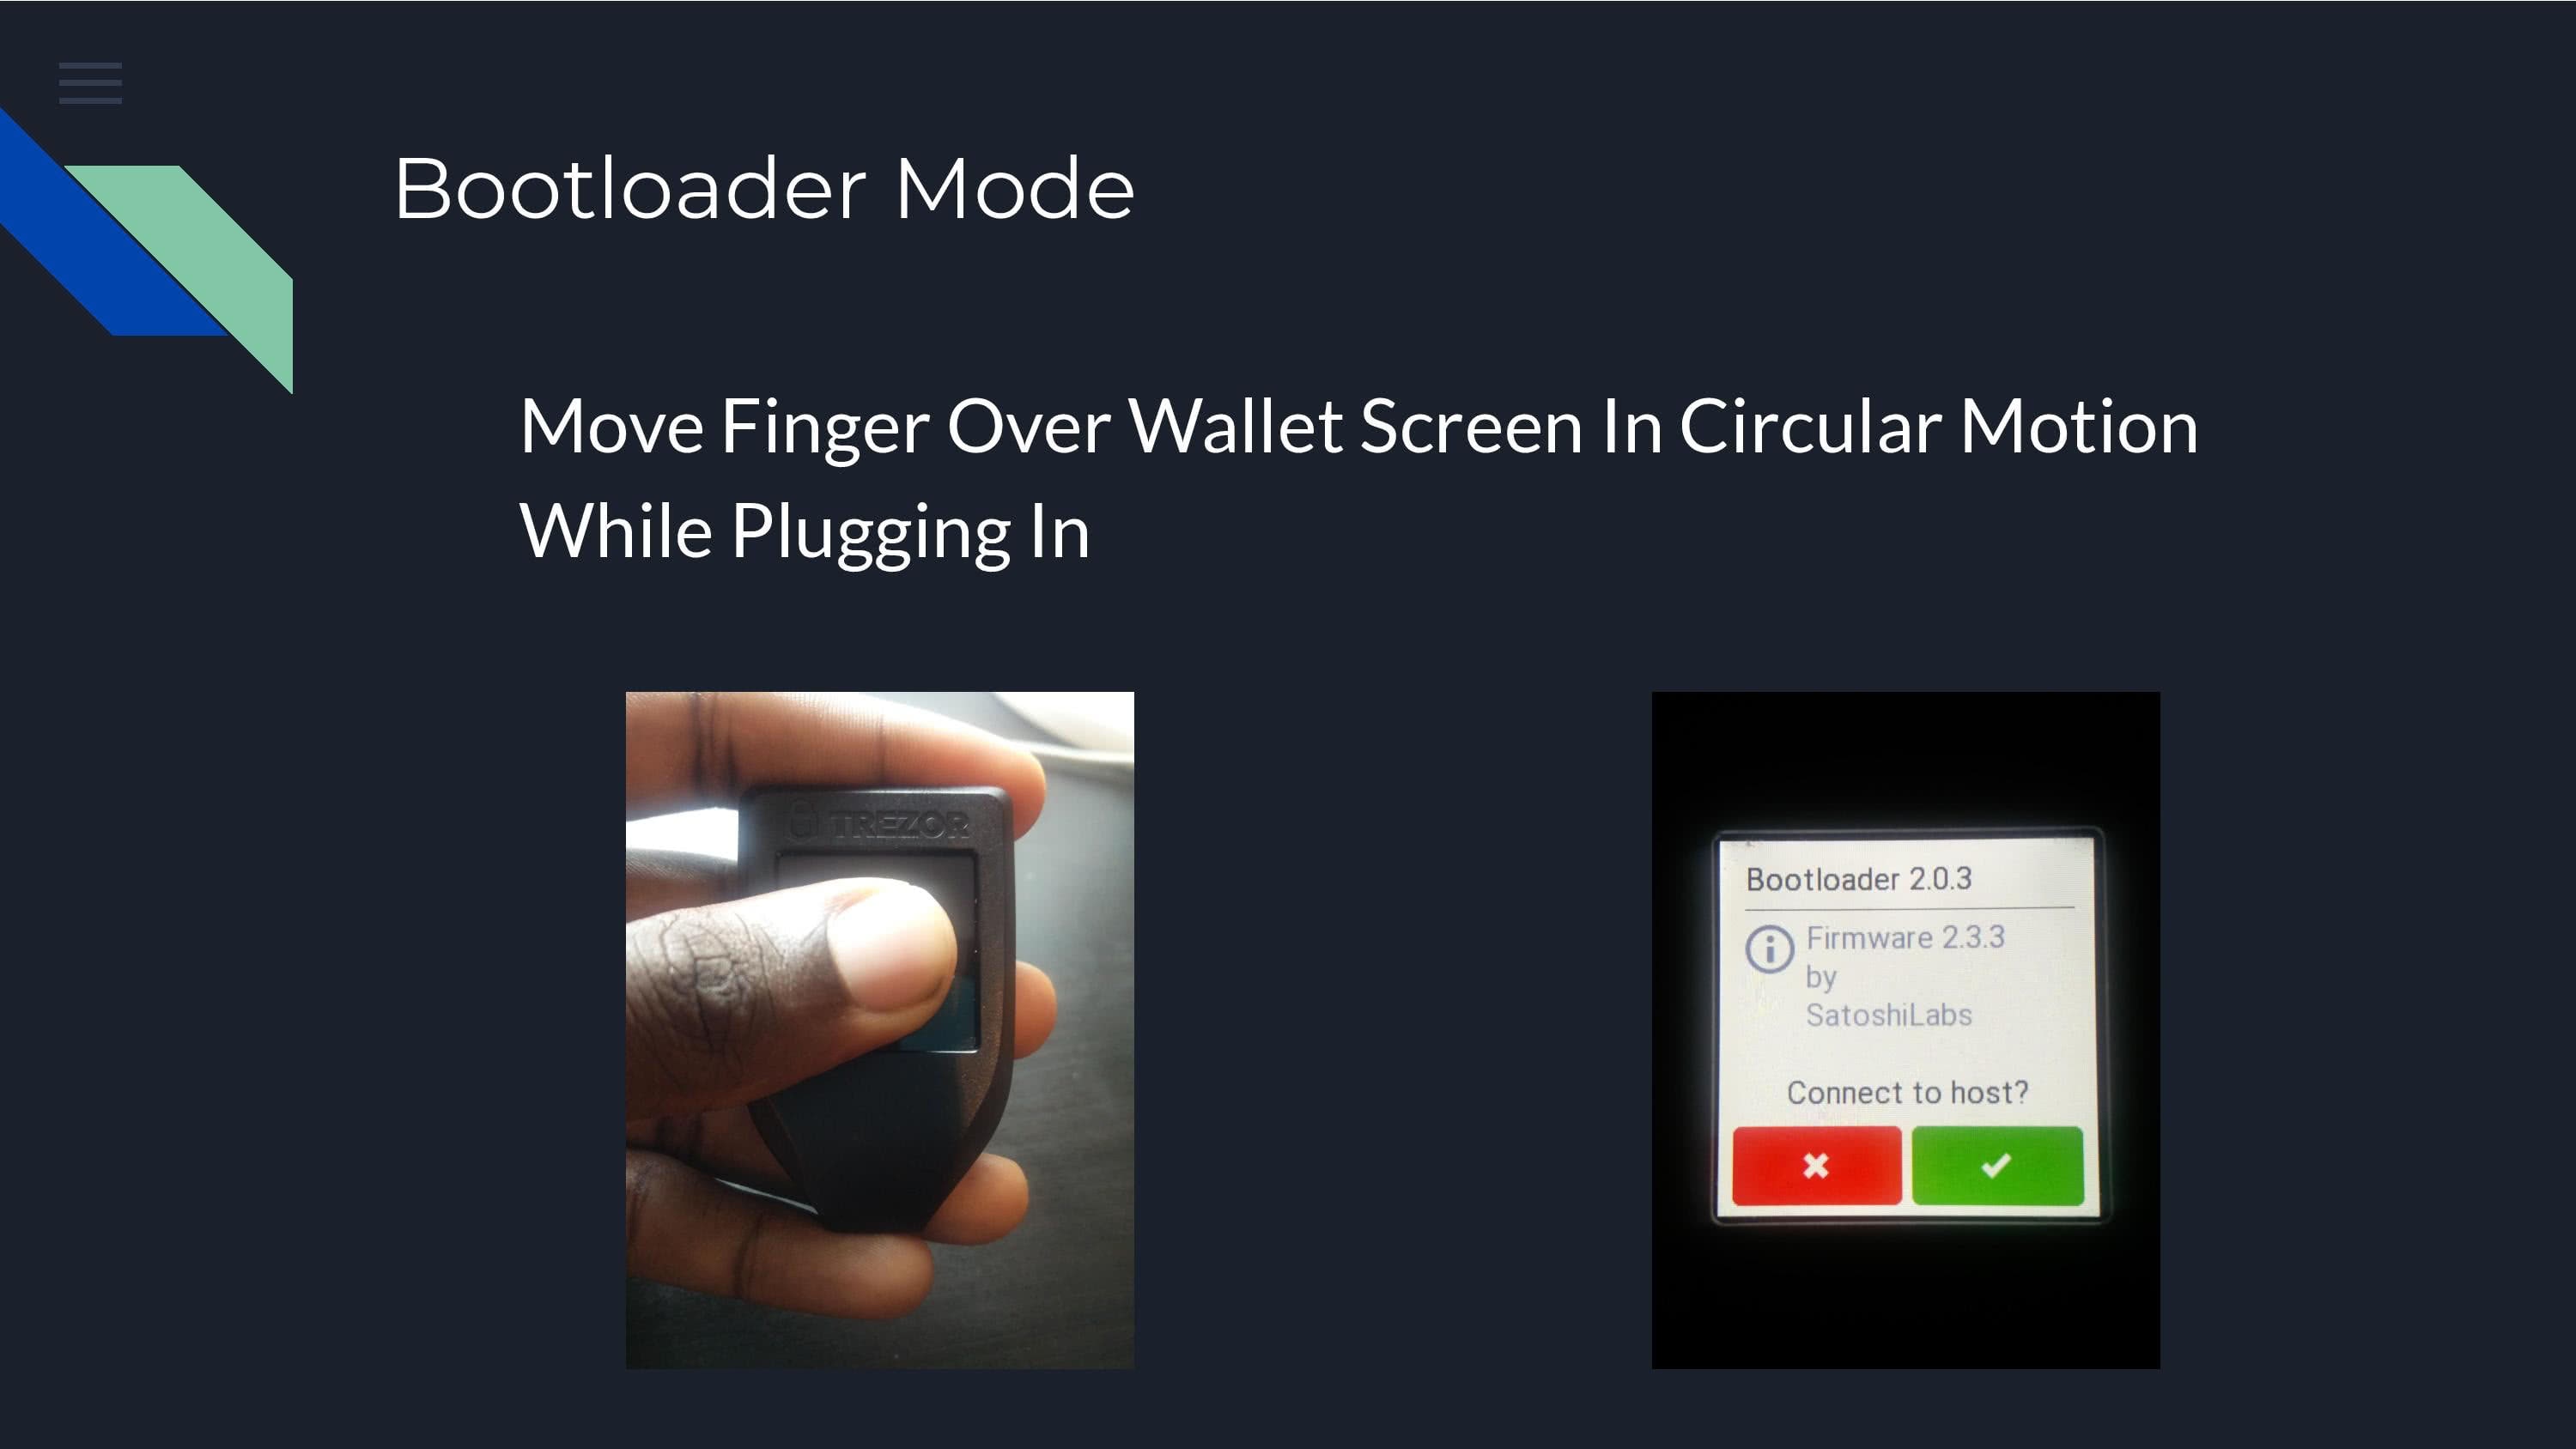 Bootloader Mode
Move Finger Over Wallet Screen In Circular Motion
While Plugging In
TREZOR
Bootloader 2.0.3
Firmware 2.3.3
by
SatoshiLabs
Connect to host?